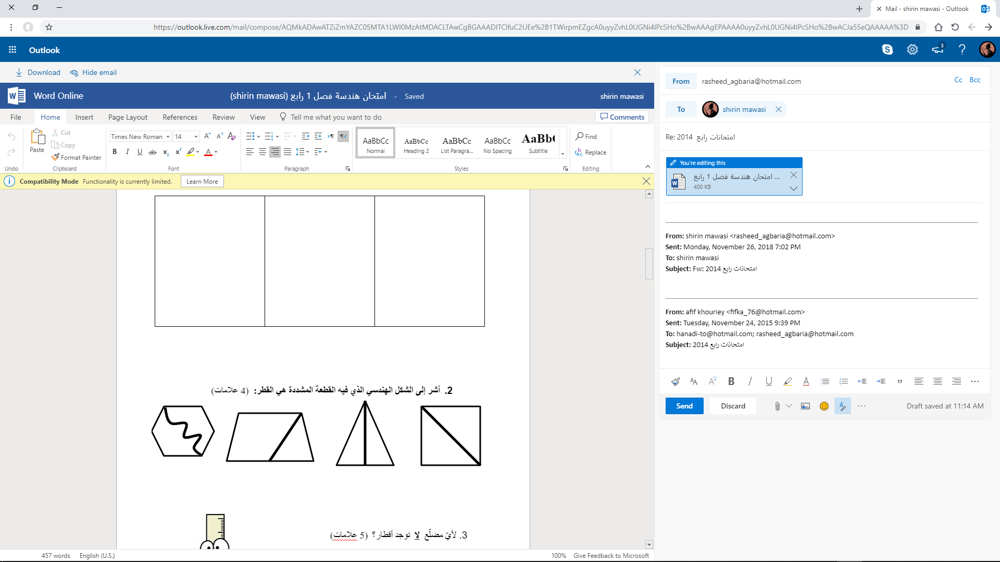 Mail - shirin mawasi - Outlook
https://outlook.live.com/mail/compose/AQMkADAwATZiZmYAZC05MTA1LWI0MzAtMDACLTAwCgBGAAADITClfuC2UEe%2B1TWirpmEZgcA0uyyZvhL0UGNi4IPcSHo%2BwAAAgEPAAAA0uyyZvhL0UGNi4IPcSHo%2BwACJa55eQAAAAA%3D
Outlook
3
Download
Hide email
Word Online
امتحان هندسة فصل 1 رابع (shirin mawasi)
- Saved
shirin mawasi
File Home Insert Page Layout References Review View Tell me what you want to do
Comments
Paste
Cut
Copy
Format Painter
Times New Roman 14
AaBbCc AaBbCc AaBbCc AaBbCc AaBb
Normal Heading 2 List Paragra... No Spacing Subtitle
Find
Replace
Undo Clipboard Font Paragraph Styles Editing
Compatibility Mode Functionality is currently limited. Learn More
2. أشر إلى الشكل الهندسي الذي فيه القطعة المشددة هي القطر: (4 علامات)
3. لأيّ مضلّع لا توجد أقطار؟ (5 علامات)
457 words English (U.S.)
100% Give Feedback to Microsoft
From rasheed_agbaria@hotmail.com Cc Bcc
To shirin mawasi
Re: 2014 امتحانات رابع
You're editing this
امتحان هندسة فصل 1 رابع ...
400 KB
From: shirin mawasi <rasheed_agbaria@hotmail.com>
Sent: Monday, November 26, 2018 7:02 PM
To: shirin mawasi
Subject: Fw: 2014 امتحانات رابع
From: afif khouriey <fifka_76@hotmail.com>
Sent: Tuesday, November 24, 2015 9:39 PM
To: hanadi-to@hotmail.com; rasheed_agbaria@hotmail.com
Subject: 2014 امتحانات رابع
Send Discard
Draft saved at 11:14 AM